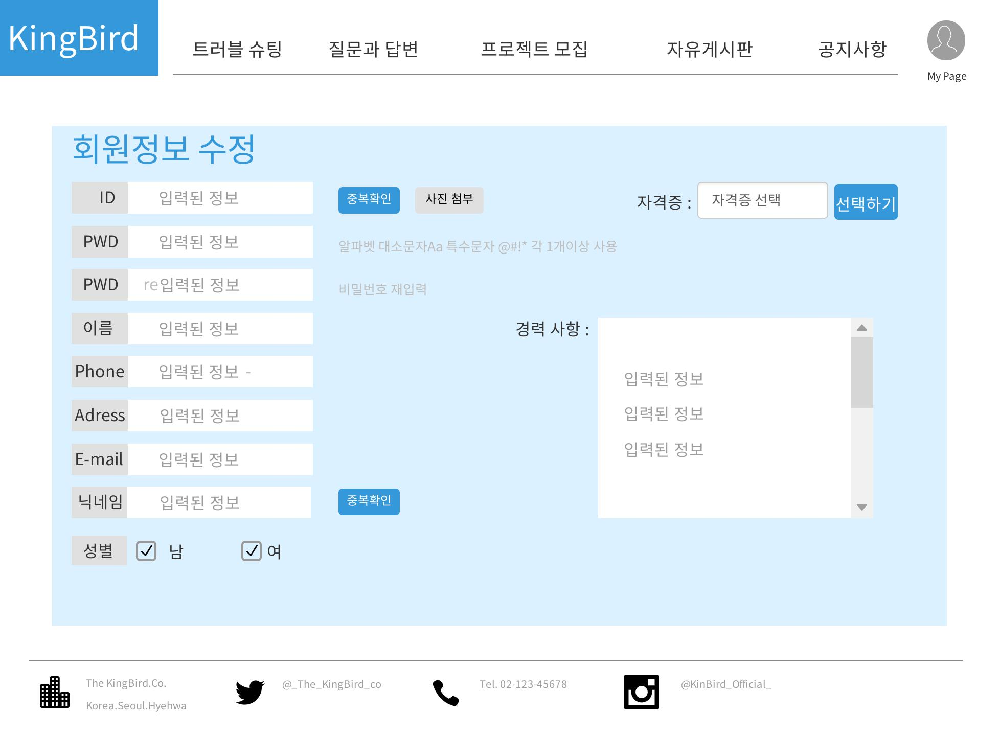 KingBird
트러블 슈팅 질문과 답변 프로젝트 모집 자유게시판 공지사항
My Page
회원정보 수정
ID 입력된 정보 중복확인 사진 첨부 자격증 : 자격증 선택 선택하기
PWD 입력된 정보 알파벳 대소문자Aa 특수문자 @#!* 각 1개이상 사용
PWD re입력된 정보 비밀번호 재입력
이름 입력된 정보 경력 사항 :
Phone 입력된 정보 -
입력된 정보
Adress 입력된 정보
입력된 정보
E-mail 입력된 정보
입력된 정보
닉네임 입력된 정보 중복확인
성별 남 여
The KingBird.Co. @_The_KingBird_co Tel. 02-123-45678 @KinBird_Official_
Korea.Seoul.Hyehwa